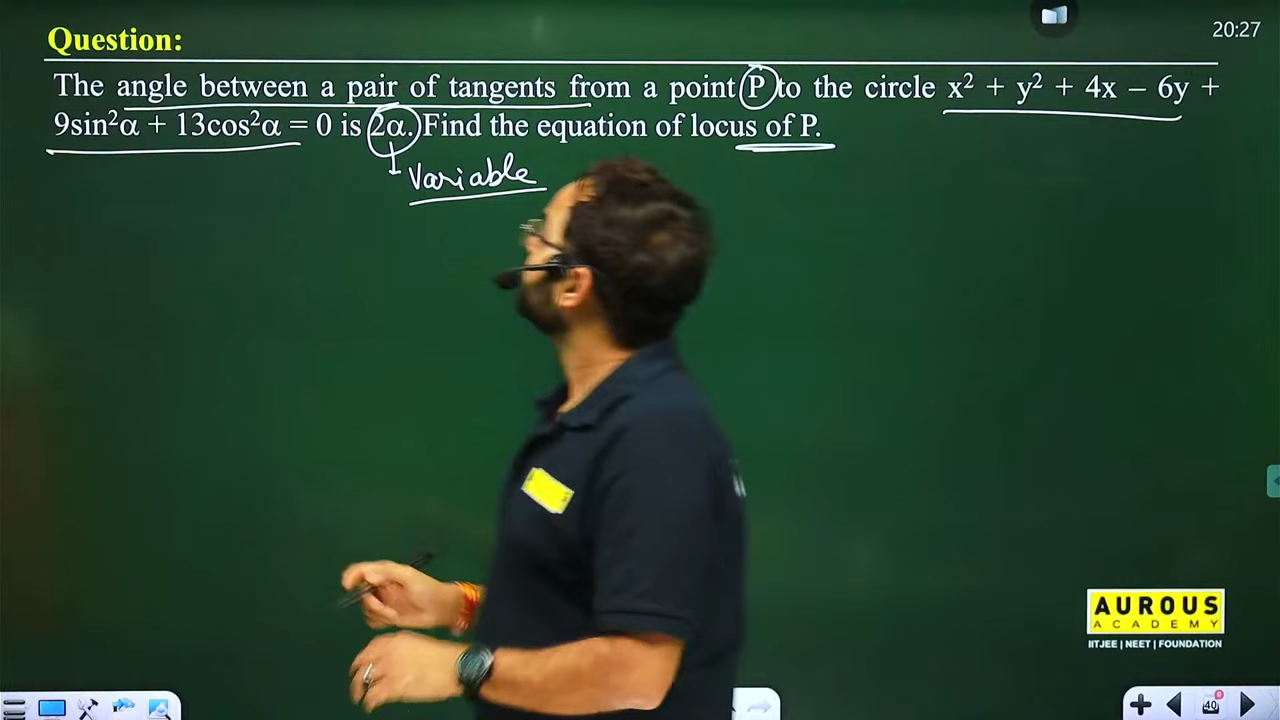 20:27
Question:
The angle between a pair of tangents from a point P to the circle x² + y² + 4x – 6y +
9sin²α + 13cos²α = 0 is 2α. Find the equation of locus of P.
Variable
AUROUS
ACADEMY
IITJEE | NEET | FOUNDATION
40